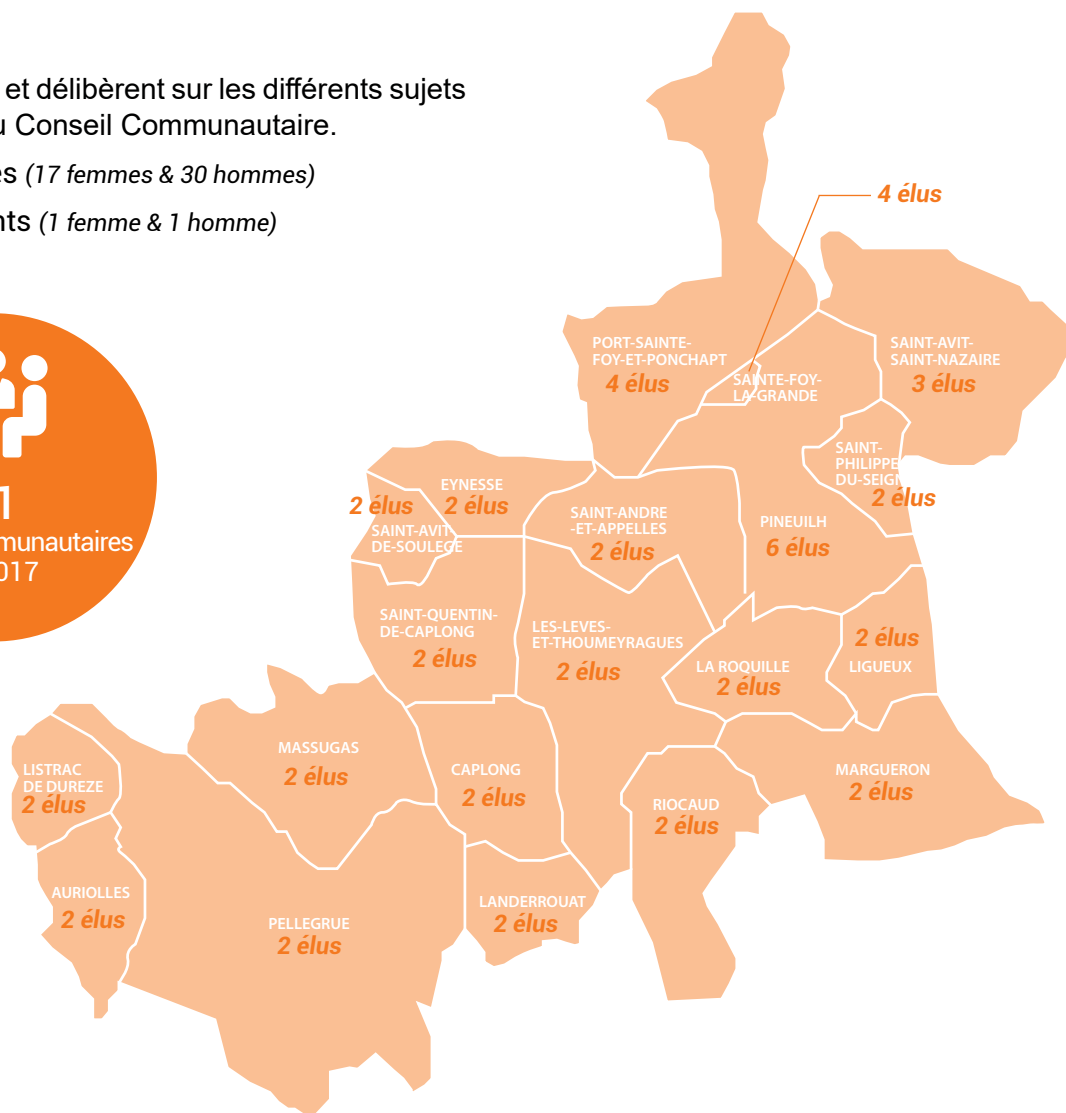 et délibèrent sur les différents sujets
u Conseil Communautaire.
es (17 femmes & 30 hommes)
nts (1 femme & 1 homme)
4 élus
PORT-SAINTE-
FOY-ET-PONCHAPT
4 élus
SAINTE-FOY-
LA-GRANDE
SAINT-AVIT-
SAINT-NAZAIRE
3 élus
SAINT-
PHILIPPE
DU-SEIGN
2 élus
1
munautaires
017
EYNESSE
2 élus
2 élus
SAINT-AVIT
DE-SOULEGE
SAINT-ANDRE
-ET-APPELLES
2 élus
PINEUILH
6 élus
SAINT-QUENTIN-
DE-CAPLONG
2 élus
LES-LEVES-
ET-THOUMEYRAGUES
2 élus
LA ROQUILLE
2 élus
2 élus
LIGUEUX
MASSUGAS
2 élus
CAPLONG
2 élus
LISTRAC
DE DUREZE
2 élus
RIOCAUD
2 élus
MARGUERON
2 élus
AURIOLLES
2 élus
PELLEGRUE
2 élus
LANDERROUAT
2 élus